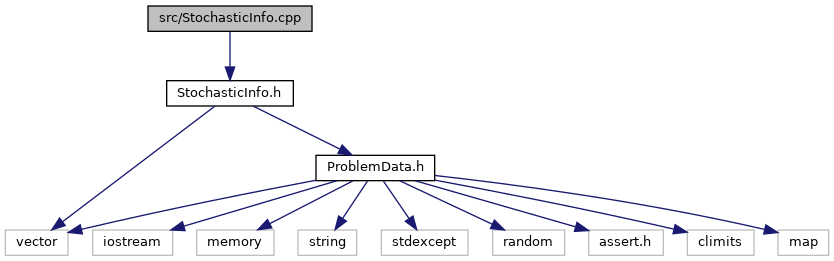 src/StochasticInfo.cpp
StochasticInfo.h
ProblemData.h
vector
iostream
memory
string
stdexcept
random
assert.h
climits
map